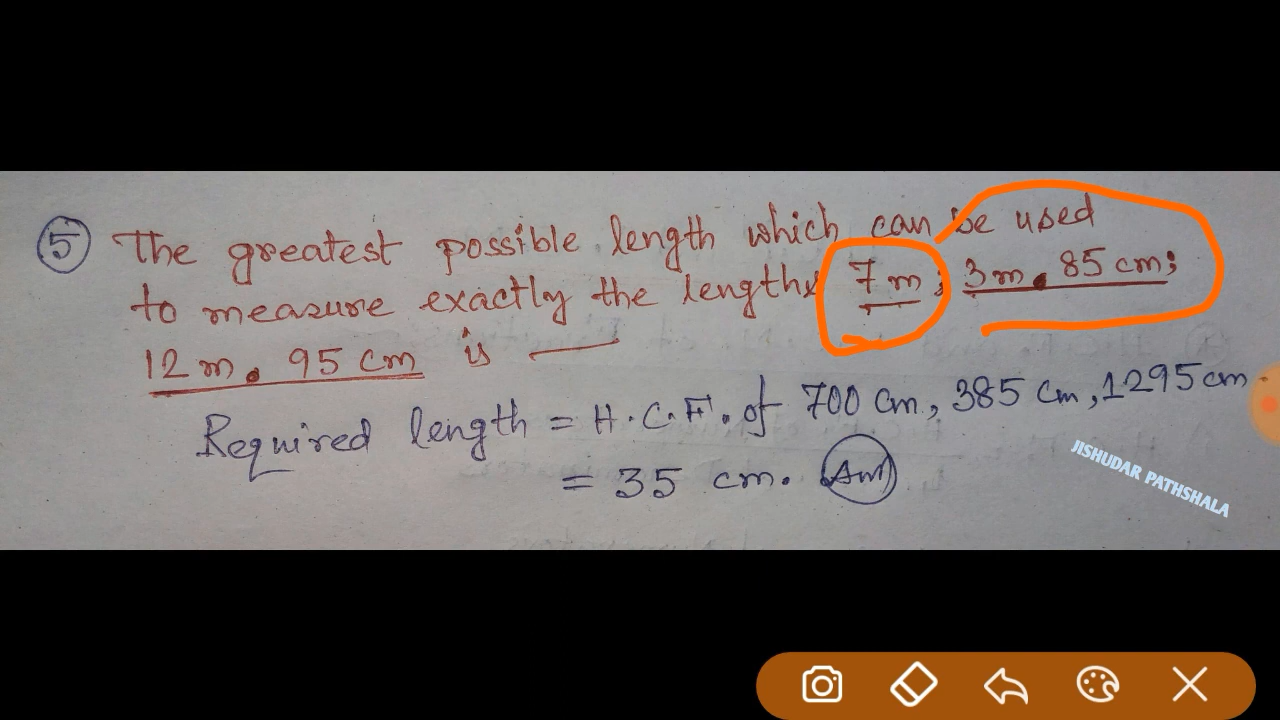 5 The greatest possible length which can be used
to measure exactly the lengths 7 m; 3 m. 85 cm;
12 m. 95 cm is —
Required length = H.C.F. of 700 cm, 385 cm, 1295 cm
= 35 cm. Ans
JISHUDAR PATHSHALA